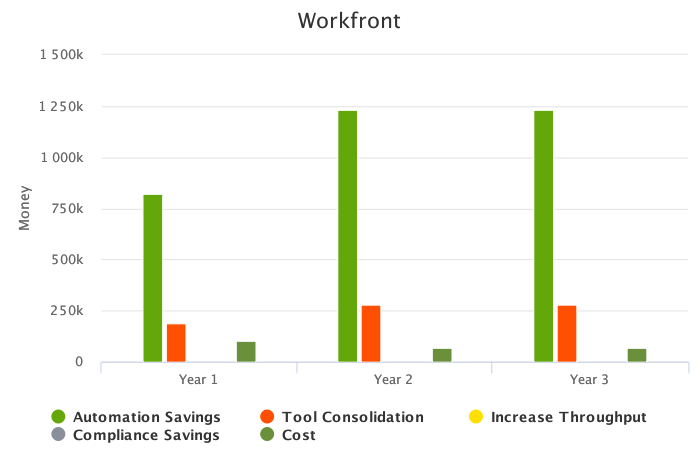 Workfront
1 500k
1 250k
1 000k
750k
500k
250k
0
Money
Year 1 Year 2 Year 3
Automation Savings Tool Consolidation Increase Throughput
Compliance Savings Cost